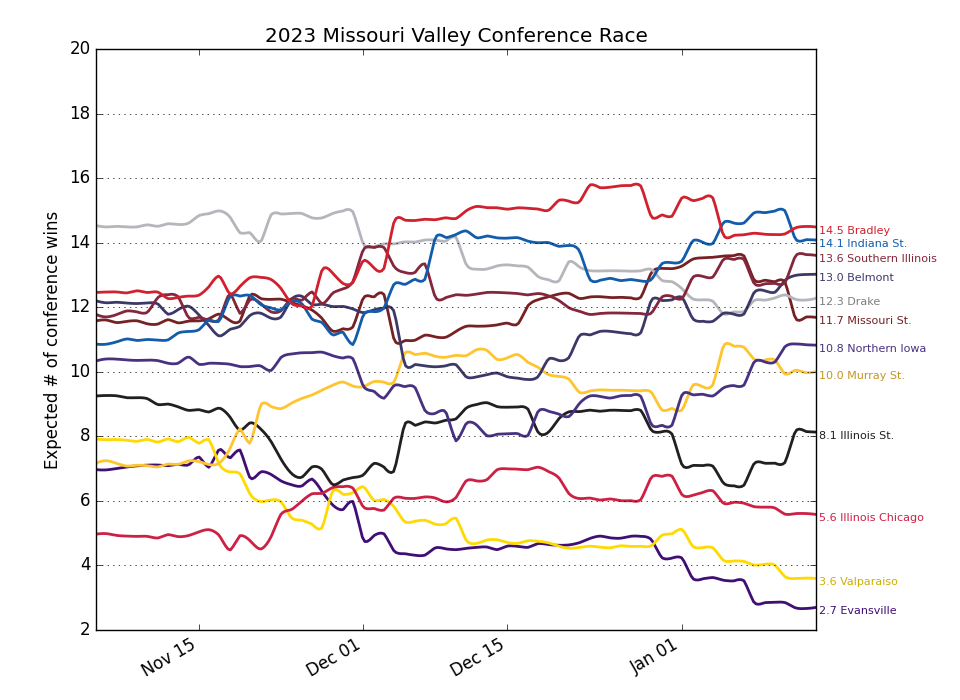 2023 Missouri Valley Conference Race
Expected # of conference wins
20
18
16
14
12
10
8
6
4
2
Nov 15
Dec 01
Dec 15
Jan 01
14.5 Bradley
14.1 Indiana St.
13.6 Southern Illinois
13.0 Belmont
12.3 Drake
11.7 Missouri St.
10.8 Northern Iowa
10.0 Murray St.
8.1 Illinois St.
5.6 Illinois Chicago
3.6 Valparaiso
2.7 Evansville